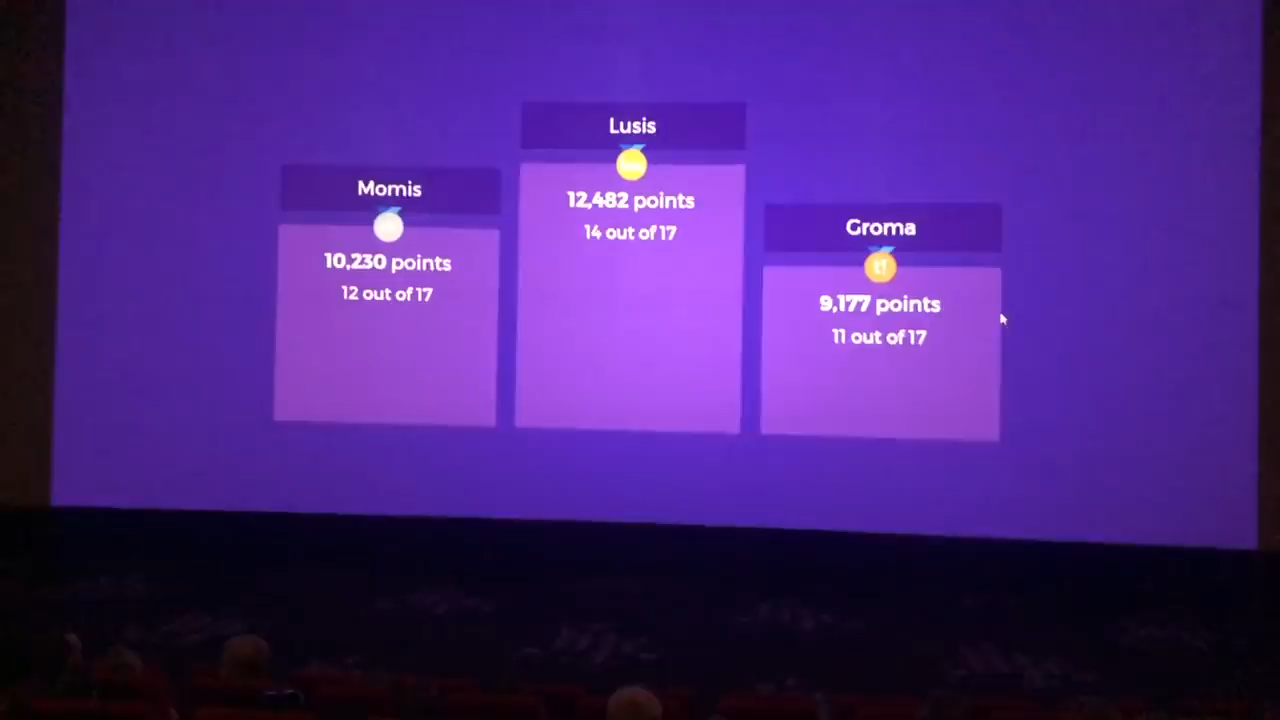 Lusis
12,482 points
14 out of 17
Momis
10,230 points
12 out of 17
Groma
9,177 points
11 out of 17